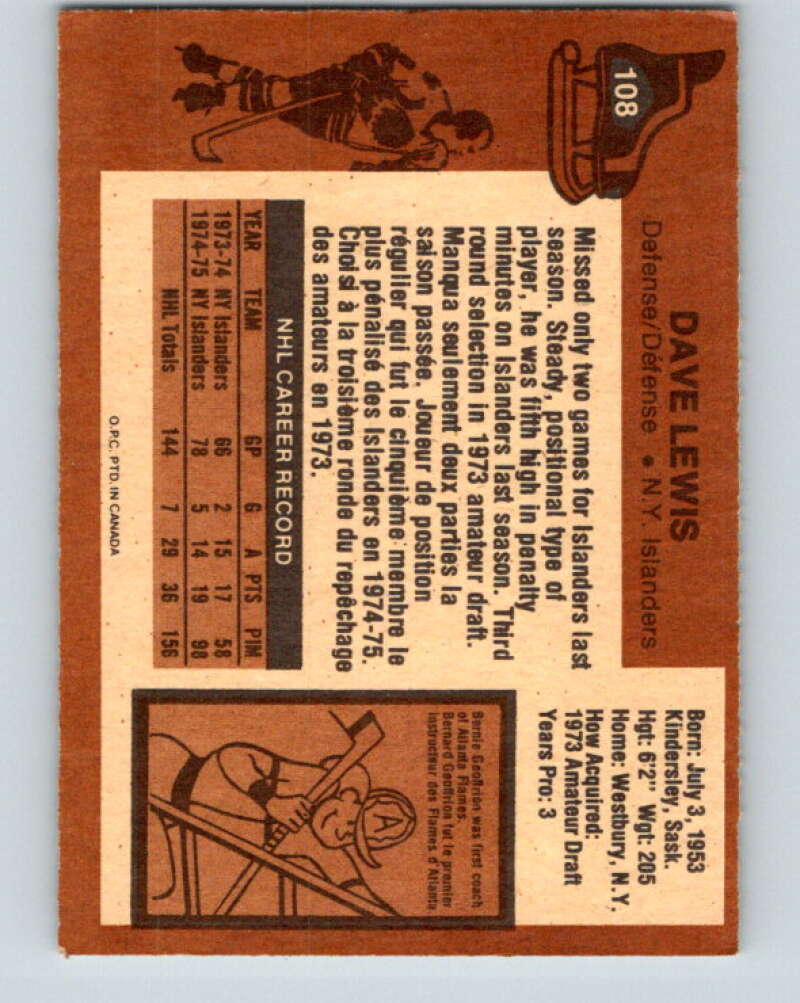 108
DAVE LEWIS
Defense/Défense • N.Y. Islanders
Missed only two games for Islanders last
season. Steady, positional type of
player, he was fifth high in penalty
minutes on Islanders last season. Third
round selection in 1973 amateur draft.
Manqua seulement deux parties la
saison passée. Joueur de position
régulier qui fut le cinquième membre le
plus pénalisé des Islanders en 1974-75.
Choisi à la troisième ronde du repêchage
des amateurs en 1973.
NHL CAREER RECORD
YEAR TEAM GP G A PTS PIM
1973-74 NY Islanders 66 2 15 17 58
1974-75 NY Islanders 78 5 14 19 98
NHL Totals 144 7 29 36 156
O.P.C. PTD. IN CANADA
Born: July 3, 1953
Kindersley, Sask.
Hgt: 6'2" Wgt: 205
Home: Westbury, N.Y.
How Acquired:
1973 Amateur Draft
Years Pro: 3
Bernie Geoffrion was first coach
of Atlanta Flames.
Bernard Geoffrion fut le premier
instructeur des Flames d'Atlanta
A